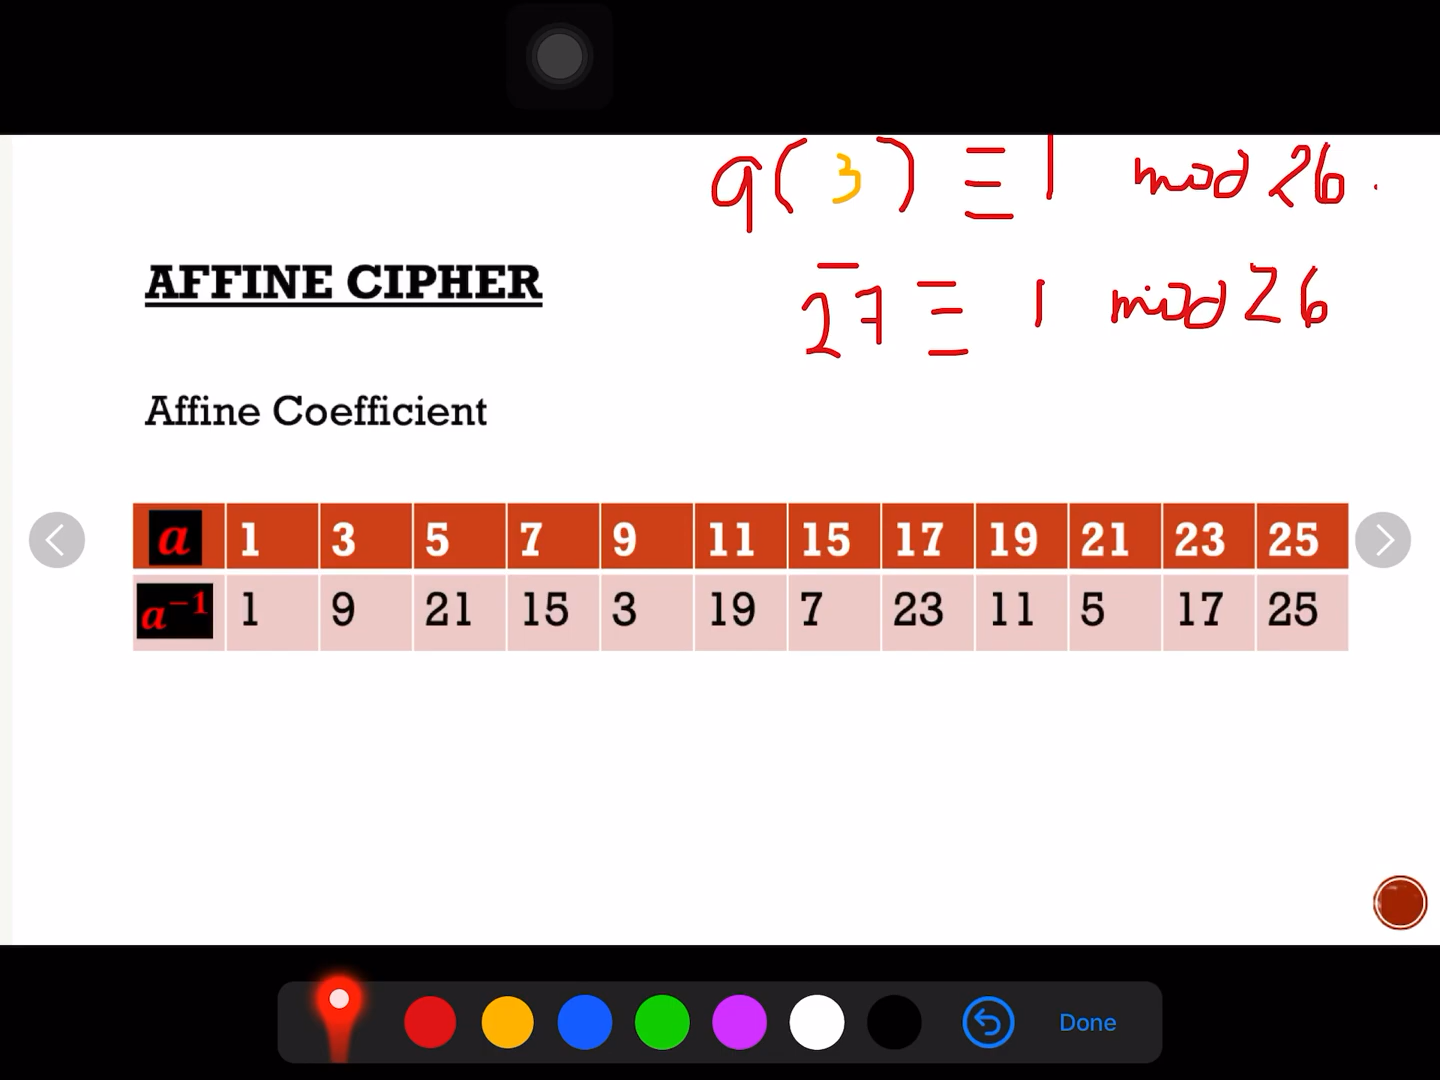 9(3) ≡ 1 mod 26.
27 ≡ 1 mod 26
AFFINE CIPHER
Affine Coefficient
a 1 3 5 7 9 11 15 17 19 21 23 25
a⁻¹ 1 9 21 15 3 19 7 23 11 5 17 25
Done